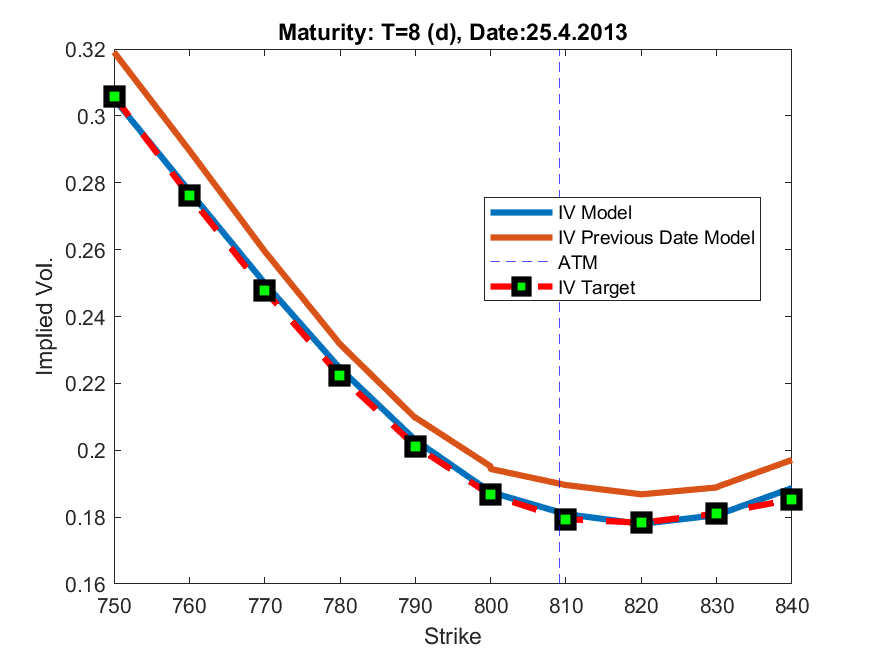 Maturity: T=8 (d), Date:25.4.2013
0.32
0.3
0.28
0.26
0.24
0.22
0.2
0.18
0.16
Implied Vol.
IV Model
IV Previous Date Model
ATM
IV Target
750 760 770 780 790 800 810 820 830 840
Strike